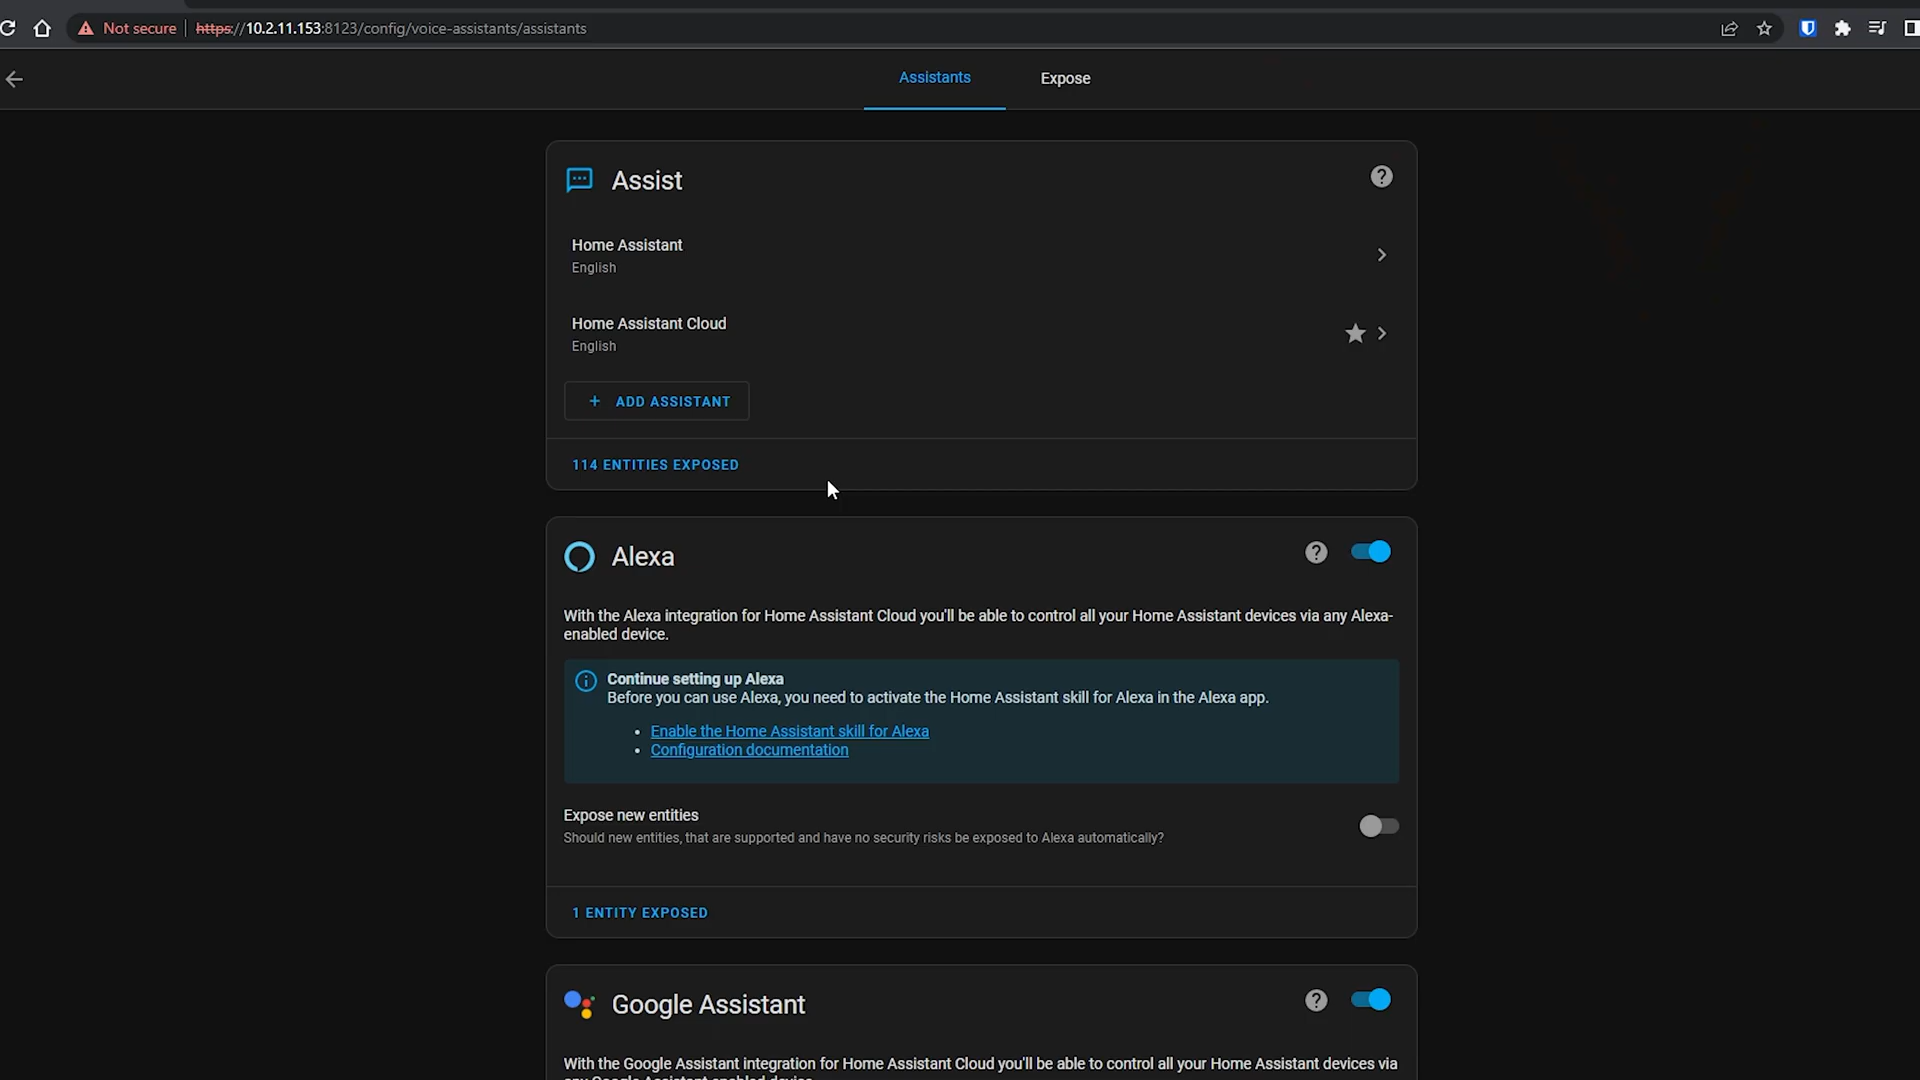 Not secure | https://10.2.11.153:8123/config/voice-assistants/assistants
Assistants Expose
Assist
Home Assistant
English
Home Assistant Cloud
English
+ ADD ASSISTANT
114 ENTITIES EXPOSED
Alexa
With the Alexa integration for Home Assistant Cloud you'll be able to control all your Home Assistant devices via any Alexa-
enabled device.
Continue setting up Alexa
Before you can use Alexa, you need to activate the Home Assistant skill for Alexa in the Alexa app.
• Enable the Home Assistant skill for Alexa
• Configuration documentation
Expose new entities
Should new entities, that are supported and have no security risks be exposed to Alexa automatically?
1 ENTITY EXPOSED
Google Assistant
With the Google Assistant integration for Home Assistant Cloud you'll be able to control all your Home Assistant devices via